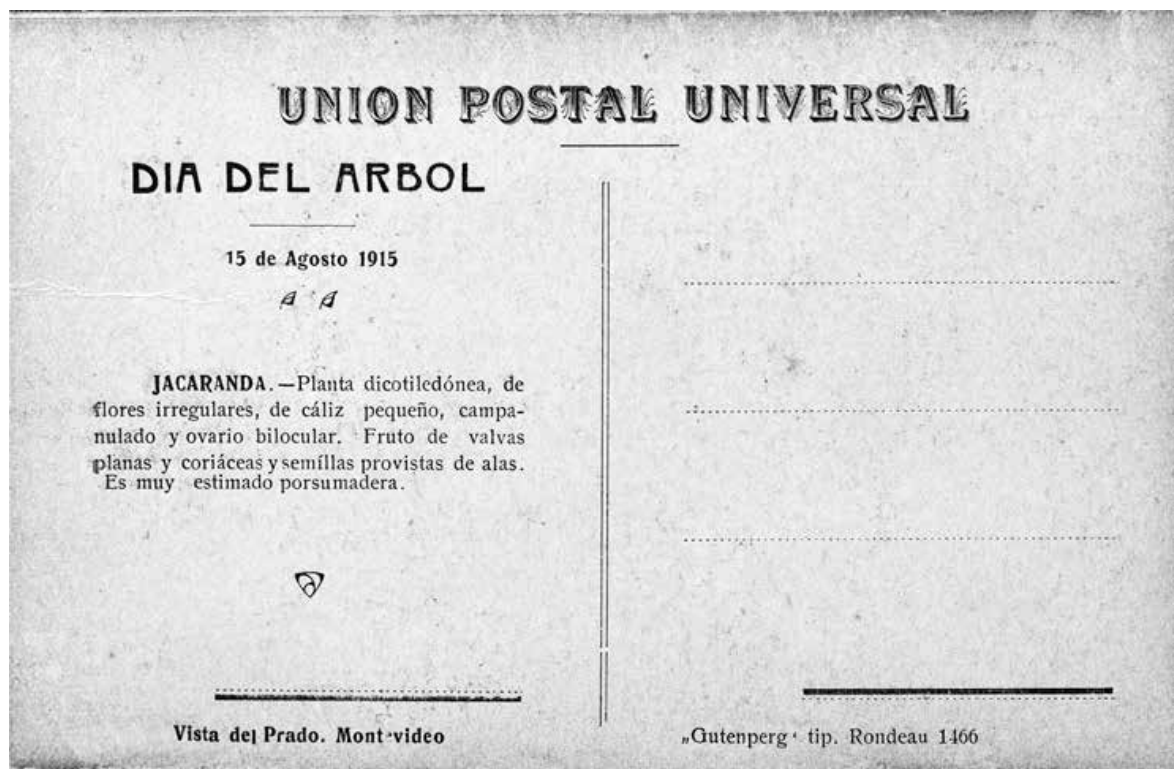 UNION POSTAL UNIVERSAL
DIA DEL ARBOL
15 de Agosto 1915
JACARANDA.—Planta dicotiledónea, de
flores irregulares, de cáliz pequeño, campa-
nulado y ovario bilocular. Fruto de valvas
planas y coriáceas y semíllas provistas de alas.
Es muy estimado porsumadera.
Vista del Prado. Mont video
„Gutenperg‘ tip. Rondeau 1466